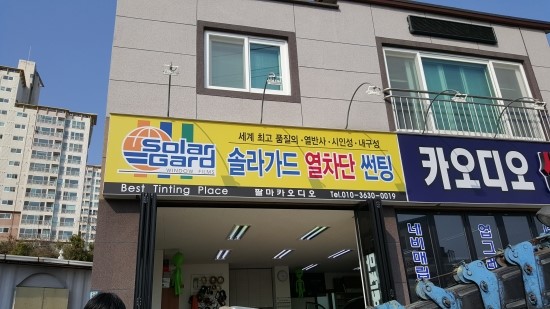 세계 최고 품질의·열반사·시인성·내구성
Solar
Gard
WINDOW FILMS
솔라가드 열차단 썬팅
카오디오
Best Tinting Place
팔마카오디오
Tel.010-3630-0019
네비매립
업그